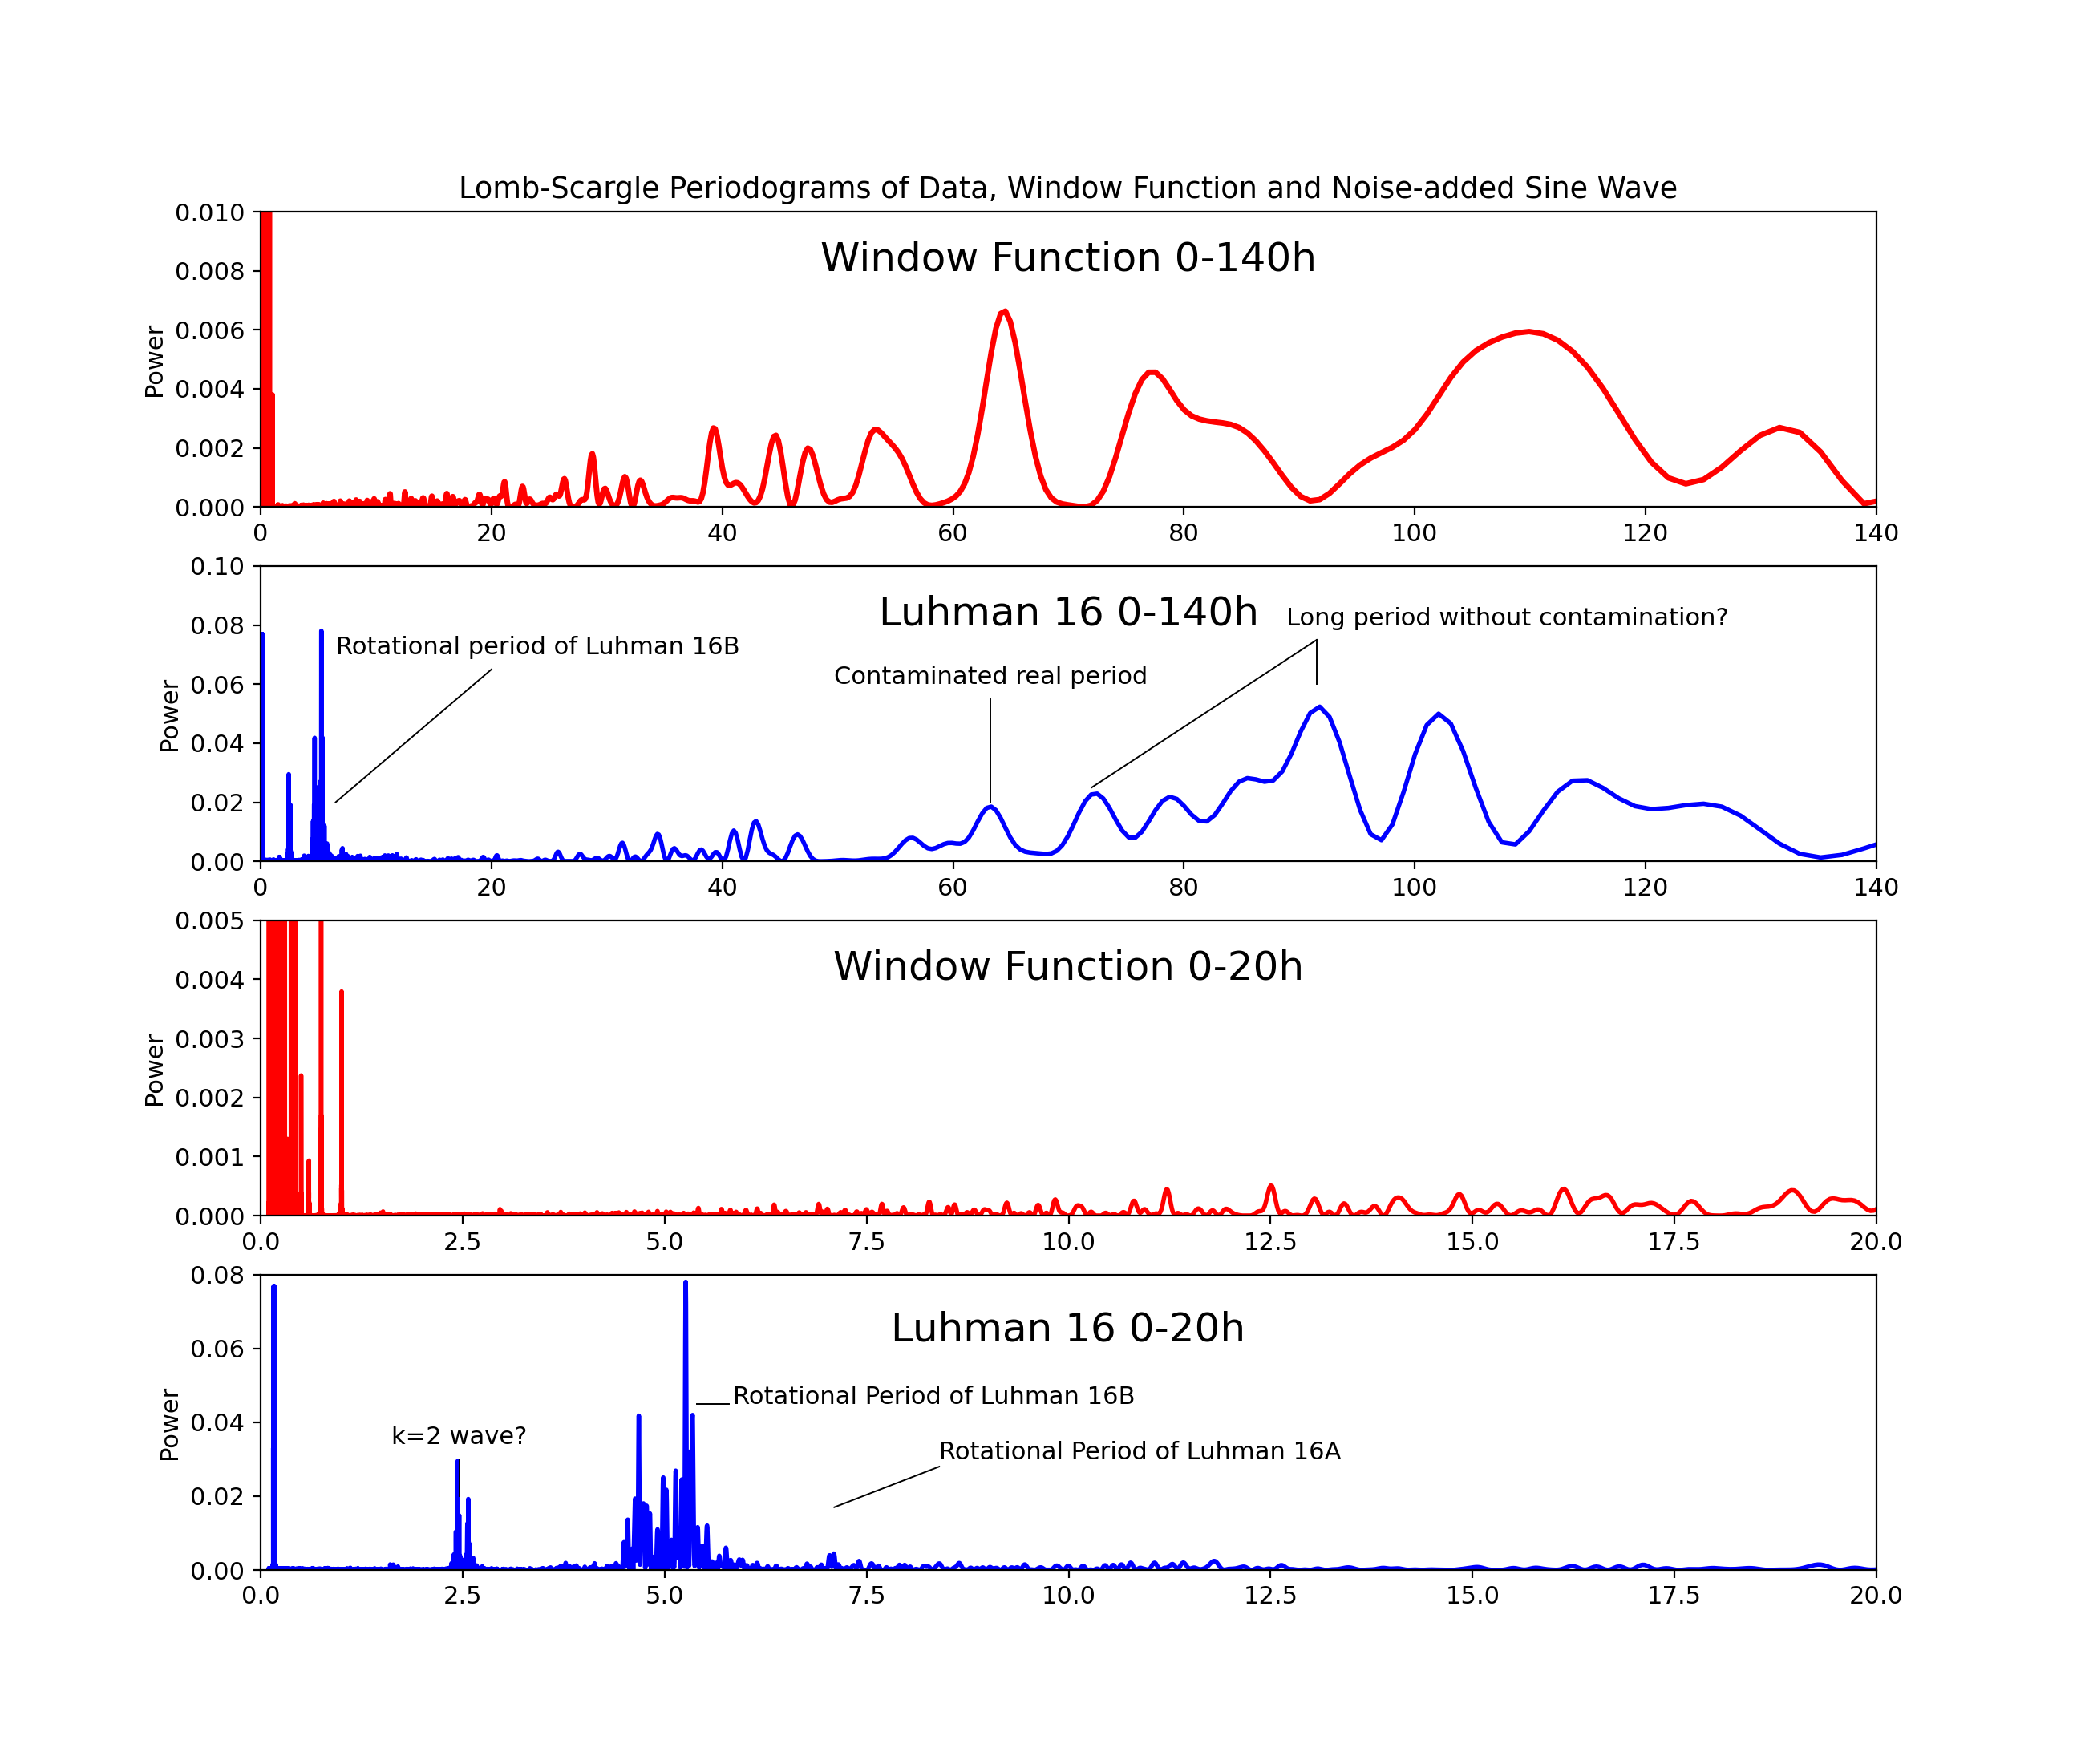 Lomb-Scargle Periodograms of Data, Window Function and Noise-added Sine Wave
Window Function 0-140h
Power
0.010
0.008
0.006
0.004
0.002
0.000
0 20 40 60 80 100 120 140
Luhman 16 0-140h
Long period without contamination?
Rotational period of Luhman 16B
Contaminated real period
Power
0.10
0.08
0.06
0.04
0.02
0.00
0 20 40 60 80 100 120 140
Window Function 0-20h
Power
0.005
0.004
0.003
0.002
0.001
0.000
0.0 2.5 5.0 7.5 10.0 12.5 15.0 17.5 20.0
Luhman 16 0-20h
Rotational Period of Luhman 16B
k=2 wave?
Rotational Period of Luhman 16A
Power
0.08
0.06
0.04
0.02
0.00
0.0 2.5 5.0 7.5 10.0 12.5 15.0 17.5 20.0